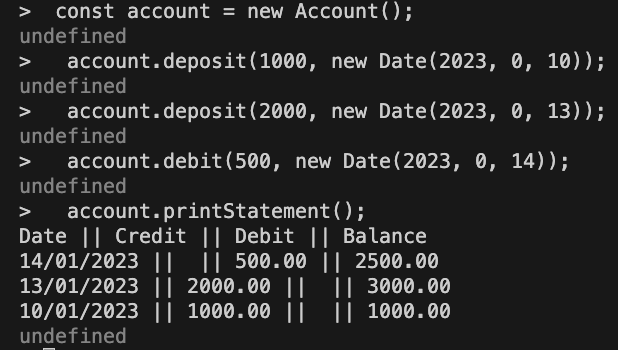 >  const account = new Account();
undefined
>   account.deposit(1000, new Date(2023, 0, 10));
undefined
>   account.deposit(2000, new Date(2023, 0, 13));
undefined
>   account.debit(500, new Date(2023, 0, 14));
undefined
>   account.printStatement();
Date || Credit || Debit || Balance
14/01/2023 ||  || 500.00 || 2500.00
13/01/2023 || 2000.00 ||  || 3000.00
10/01/2023 || 1000.00 ||  || 1000.00
undefined